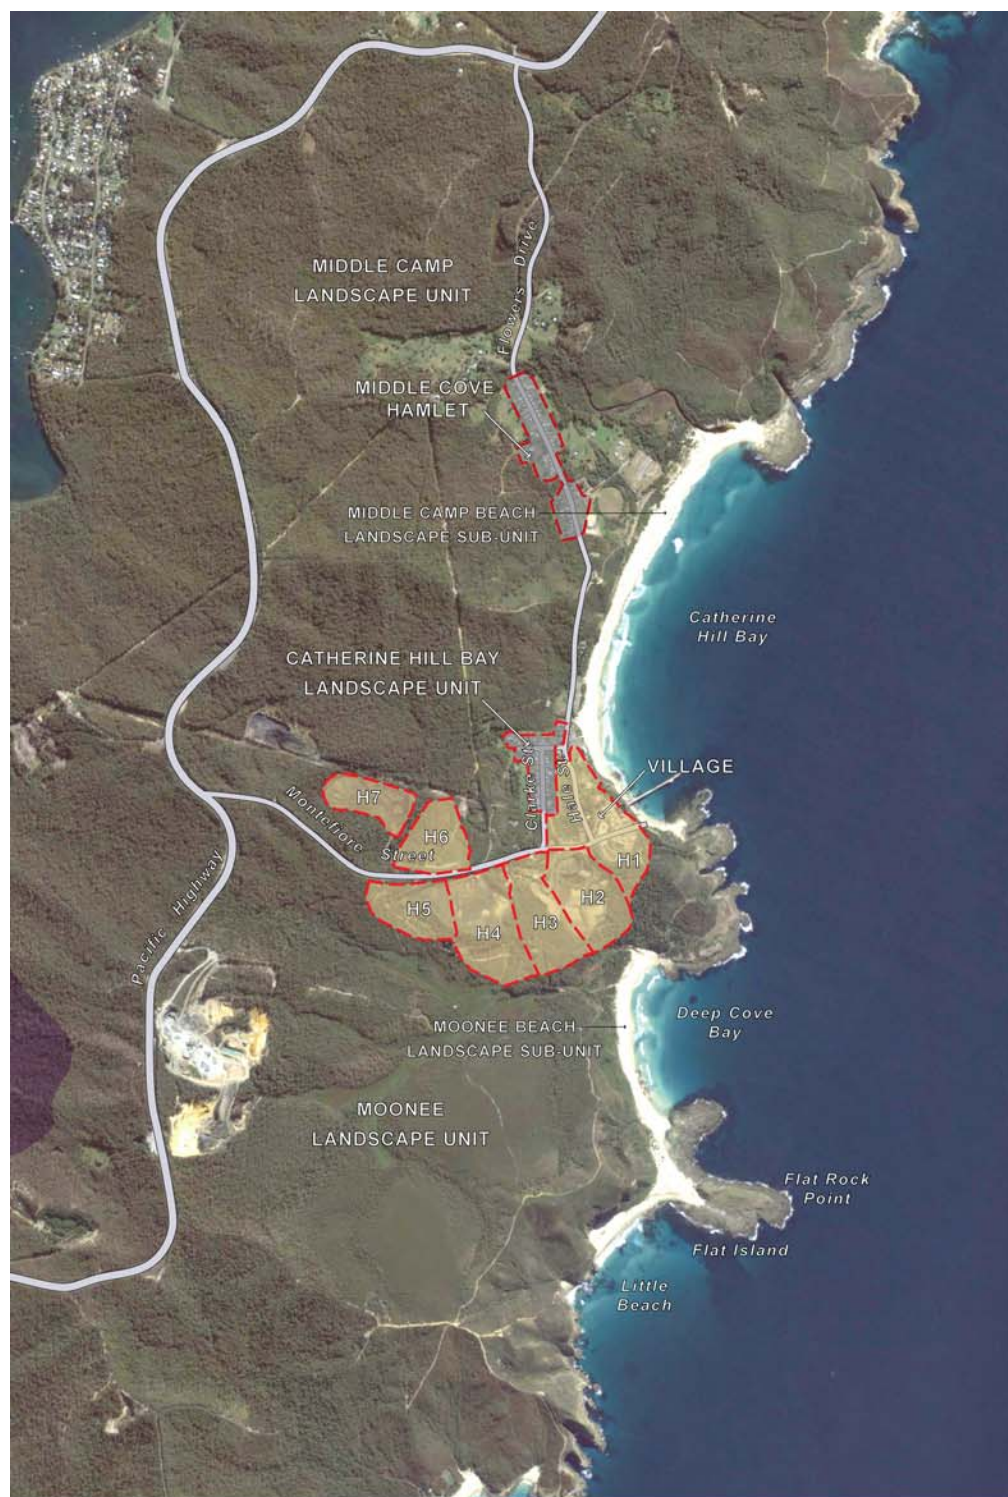 Flowers Drive
MIDDLE CAMP
LANDSCAPE UNIT
MIDDLE COVE
HAMLET
MIDDLE CAMP BEACH
LANDSCAPE SUB-UNIT
Catherine
Hill Bay
CATHERINE HILL BAY
LANDSCAPE UNIT
Clarke St
Hale St
VILLAGE
H7
Montefiore Street
H6
H1
H5
H4
H3
H2
Pacific Highway
MOONEE BEACH
LANDSCAPE SUB-UNIT
Deep Cove
Bay
MOONEE
LANDSCAPE UNIT
Flat Rock
Point
Flat Island
Little
Beach